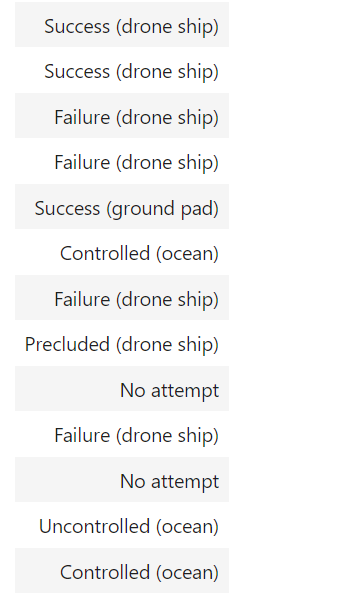 Success (drone ship)
Success (drone ship)
Failure (drone ship)
Failure (drone ship)
Success (ground pad)
Controlled (ocean)
Failure (drone ship)
Precluded (drone ship)
No attempt
Failure (drone ship)
No attempt
Uncontrolled (ocean)
Controlled (ocean)